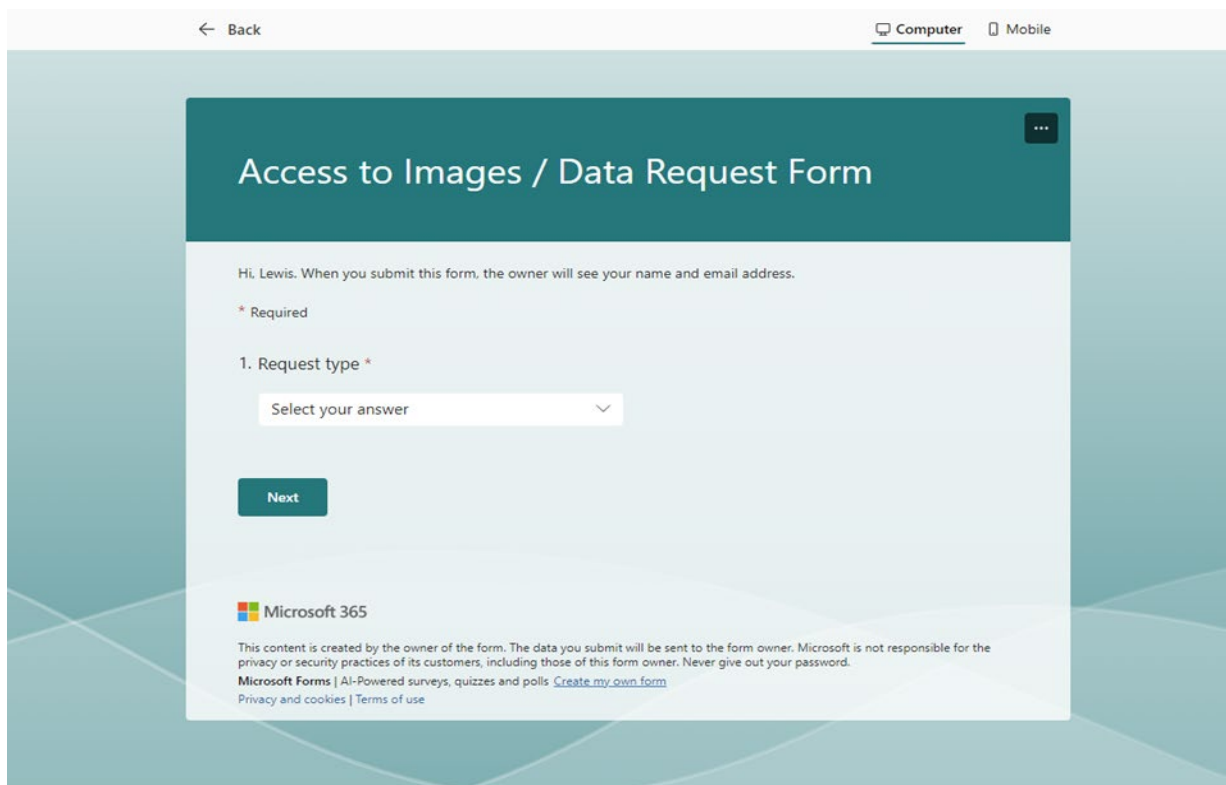 Back
Computer
Mobile
...
Access to Images / Data Request Form
Hi, Lewis. When you submit this form, the owner will see your name and email address.
* Required
1. Request type *
Select your answer
Next
Microsoft 365
This content is created by the owner of the form. The data you submit will be sent to the form owner. Microsoft is not responsible for the
privacy or security practices of its customers, including those of this form owner. Never give out your password.
Microsoft Forms | AI-Powered surveys, quizzes and polls Create my own form
Privacy and cookies | Terms of use